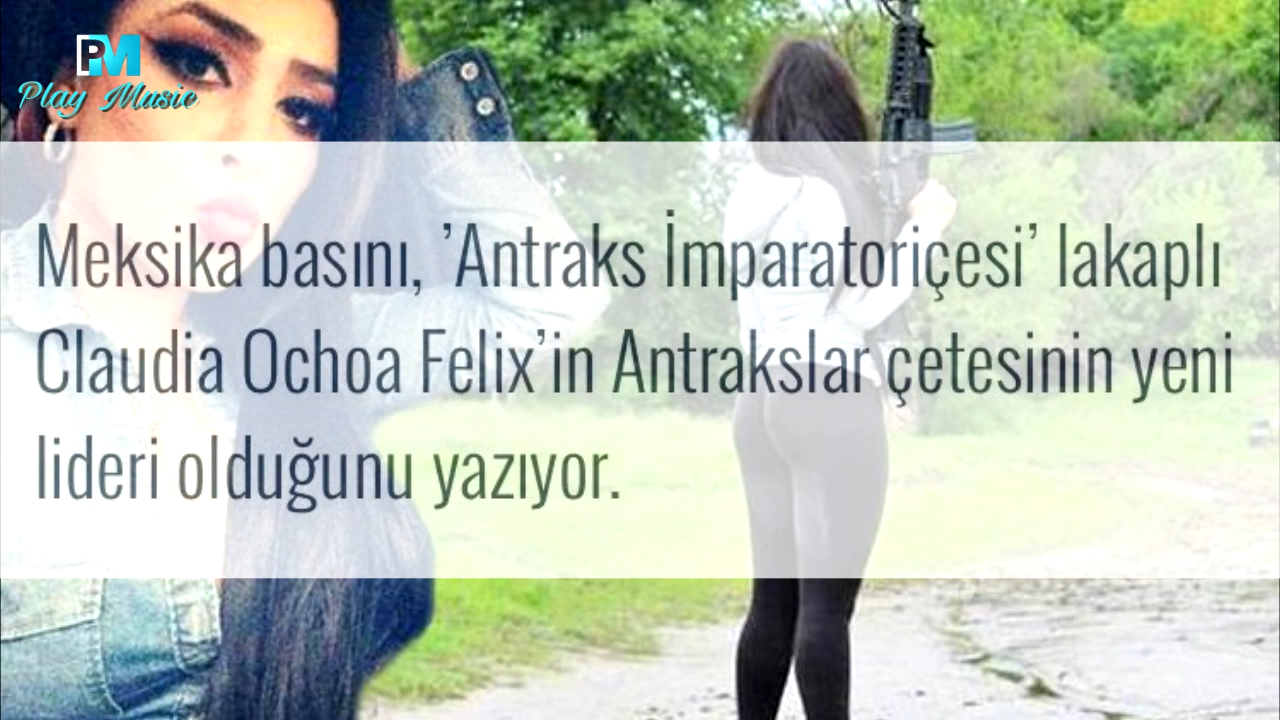 PM
Play Music
Meksika basını, ’Antraks İmparatoriçesi’ lakaplı
Claudia Ochoa Felix’in Antrakslar çetesinin yeni
lideri olduğunu yazıyor.